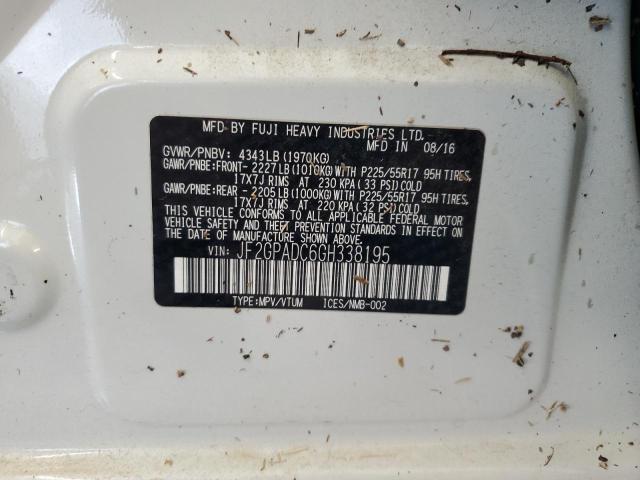 MFD BY FUJI HEAVY INDUSTRIES LTD.
MADE IN 08/16
GVWR/PNBV: 4343LB (1970KG)
GAWR/PNBE:FRONT- 2227LB (1010KG) WITH P225/55R17 95H TIRES,
17X7J RIMS AT 230 KPA (33 PSI) COLD
GAWR/PNBE:REAR - 2205LB (1000KG) WITH P225/55R17 95H TIRES,
17X7J RIMS AT 220 KPA (32 PSI) COLD
THIS VEHICLE CONFORMS TO ALL APPLICABLE FEDERAL MOTOR
VEHICLE SAFETY AND THEFT PREVENTION STANDARDS IN
EFFECT ON THE DATE OF MANUFACTURE SHOWN ABOVE.
VIN: JF2GPADC6GH338195
TYPE:MPV/VTUM ICES/NMB-002